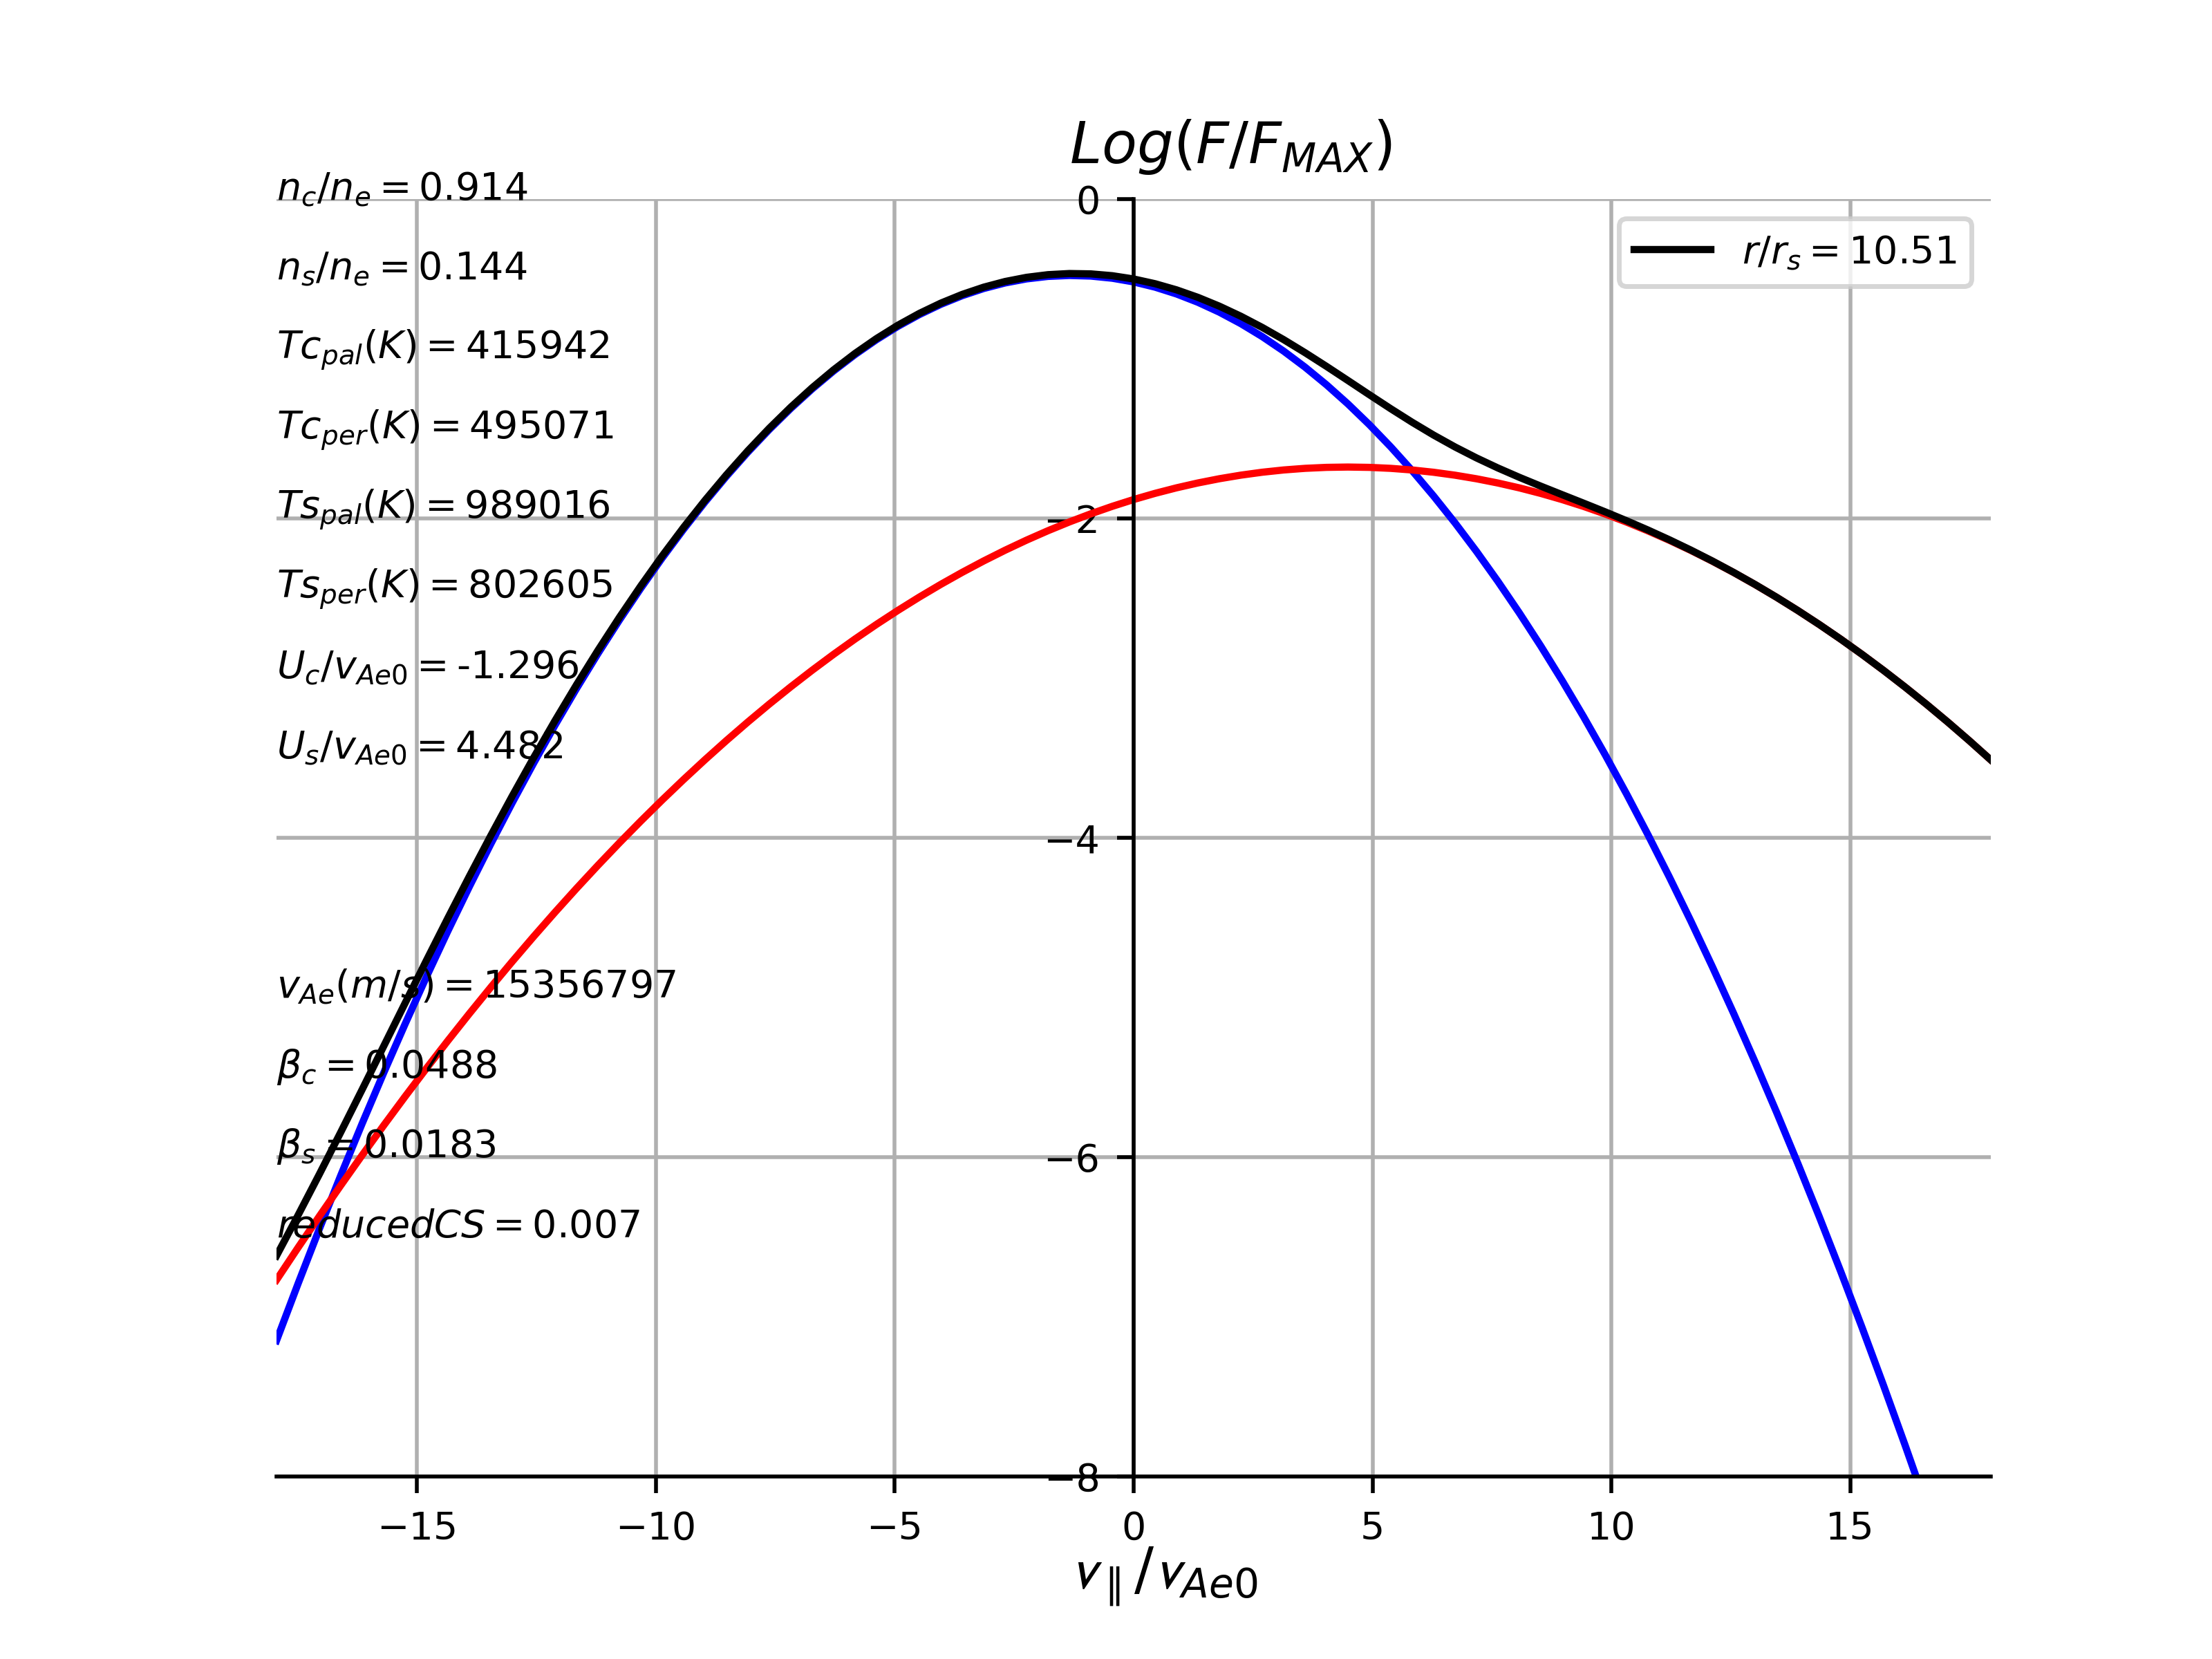 Log(F/F_MAX)
n_c/n_e = 0.914
0
n_s/n_e = 0.144
r/r_s = 10.51
Tc_pal(K) = 415942
Tc_per(K) = 495071
Ts_pal(K) = 989016
−2
Ts_per(K) = 802605
U_c/v_Ae0 = -1.296
U_s/v_Ae0 = 4.482
−4
v_Ae(m/s) = 15356797
β_c = 0.0488
β_s = 0.0183
−6
reducedCS = 0.007
−8
−15 −10 −5 0 5 10 15
v_∥/v_Ae0